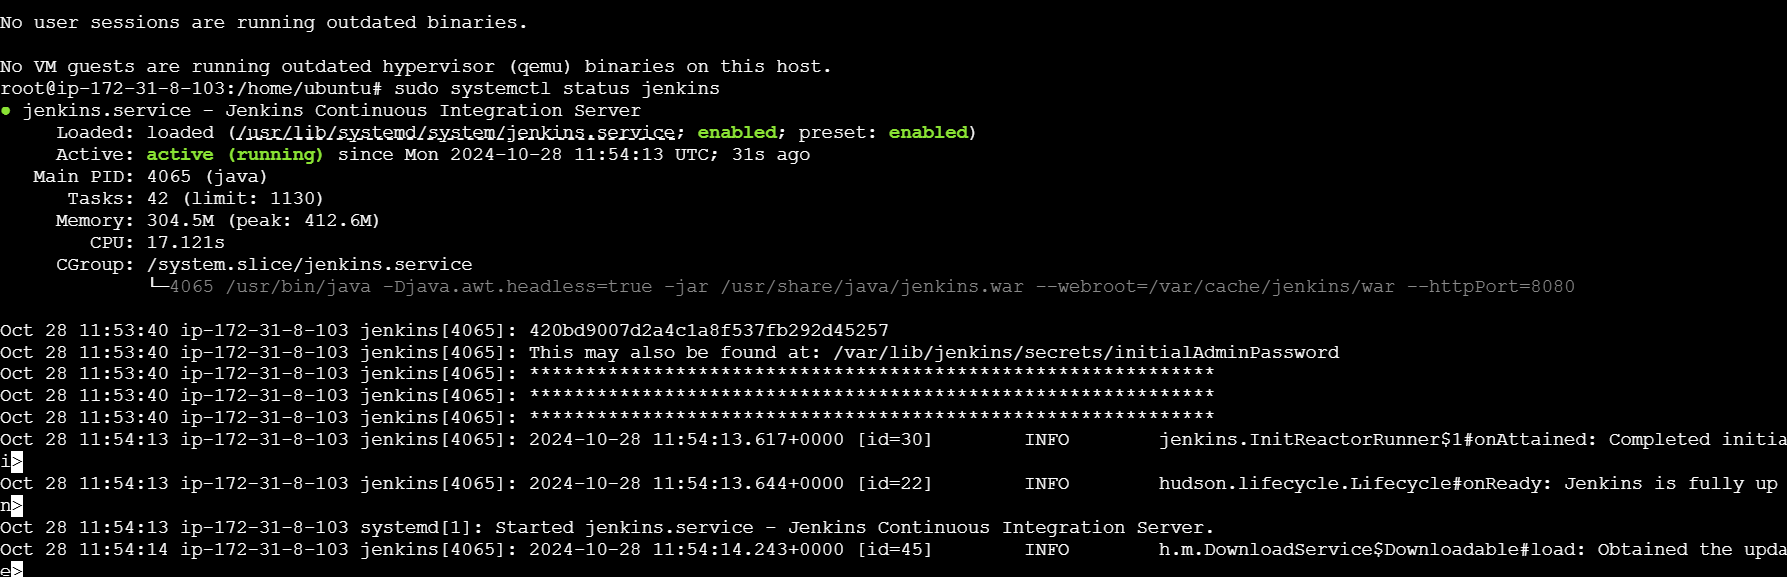 No user sessions are running outdated binaries.
No VM guests are running outdated hypervisor (qemu) binaries on this host.
root@ip-172-31-8-103:/home/ubuntu# sudo systemctl status jenkins
● jenkins.service - Jenkins Continuous Integration Server
     Loaded: loaded (/usr/lib/systemd/system/jenkins.service; enabled; preset: enabled)
     Active: active (running) since Mon 2024-10-28 11:54:13 UTC; 31s ago
   Main PID: 4065 (java)
      Tasks: 42 (limit: 1130)
     Memory: 304.5M (peak: 412.6M)
        CPU: 17.121s
     CGroup: /system.slice/jenkins.service
             └─4065 /usr/bin/java -Djava.awt.headless=true -jar /usr/share/java/jenkins.war --webroot=/var/cache/jenkins/war --httpPort=8080
Oct 28 11:53:40 ip-172-31-8-103 jenkins[4065]: 420bd9007d2a4c1a8f537fb292d45257
Oct 28 11:53:40 ip-172-31-8-103 jenkins[4065]: This may also be found at: /var/lib/jenkins/secrets/initialAdminPassword
Oct 28 11:53:40 ip-172-31-8-103 jenkins[4065]: *************************************************************
Oct 28 11:53:40 ip-172-31-8-103 jenkins[4065]: *************************************************************
Oct 28 11:53:40 ip-172-31-8-103 jenkins[4065]: *************************************************************
Oct 28 11:54:13 ip-172-31-8-103 jenkins[4065]: 2024-10-28 11:54:13.617+0000 [id=30]        INFO        jenkins.InitReactorRunner$1#onAttained: Completed initia
i>
Oct 28 11:54:13 ip-172-31-8-103 jenkins[4065]: 2024-10-28 11:54:13.644+0000 [id=22]        INFO        hudson.lifecycle.Lifecycle#onReady: Jenkins is fully up
n>
Oct 28 11:54:13 ip-172-31-8-103 systemd[1]: Started jenkins.service - Jenkins Continuous Integration Server.
Oct 28 11:54:14 ip-172-31-8-103 jenkins[4065]: 2024-10-28 11:54:14.243+0000 [id=45]        INFO        h.m.DownloadService$Downloadable#load: Obtained the upda
e>